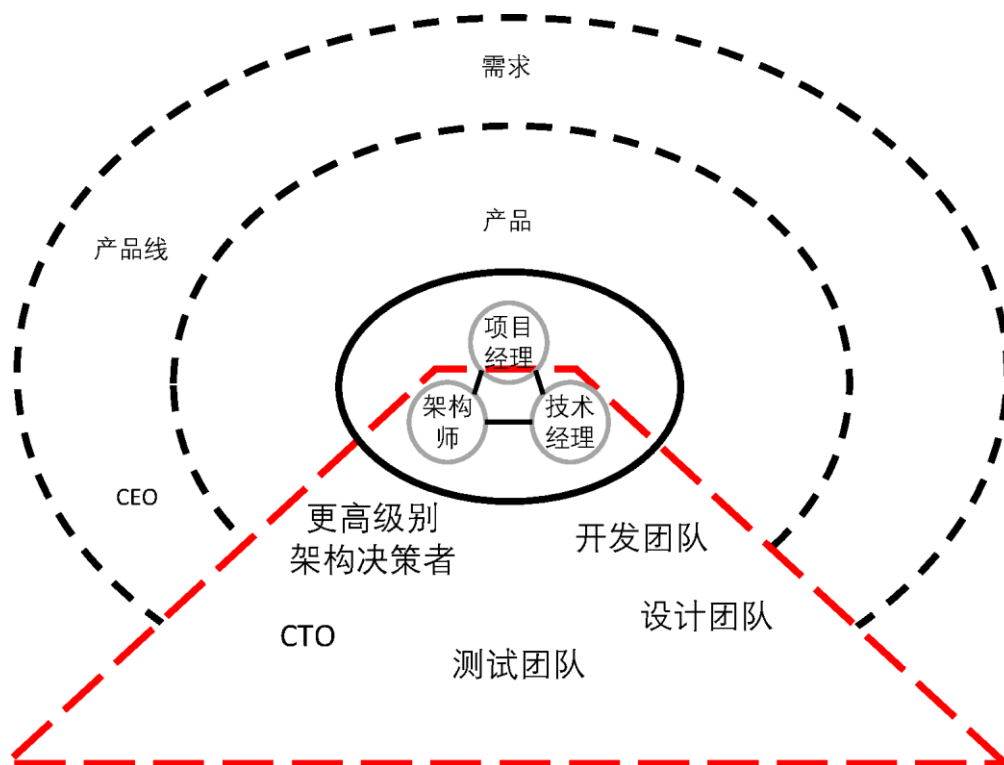 需求
产品线
产品
项目
经理
架构
师
技术
经理
CEO
更高级别
架构决策者
开发团队
设计团队
CTO
测试团队